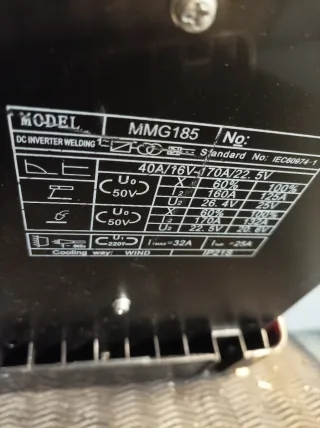 MODEL MMG185 No:
DC INVERTER WELDING Standard No: IEC60974-1
40A/16V-170A/22.5V
U0 50V X 60% 100%
I2 160A 125A
U2 26.4V 25V
U0 50V X 60% 100%
I2 170A
U2 22.5V 20.8V
U1 220V I1MAX=32A =25A
Cooling way: WIND IP21S